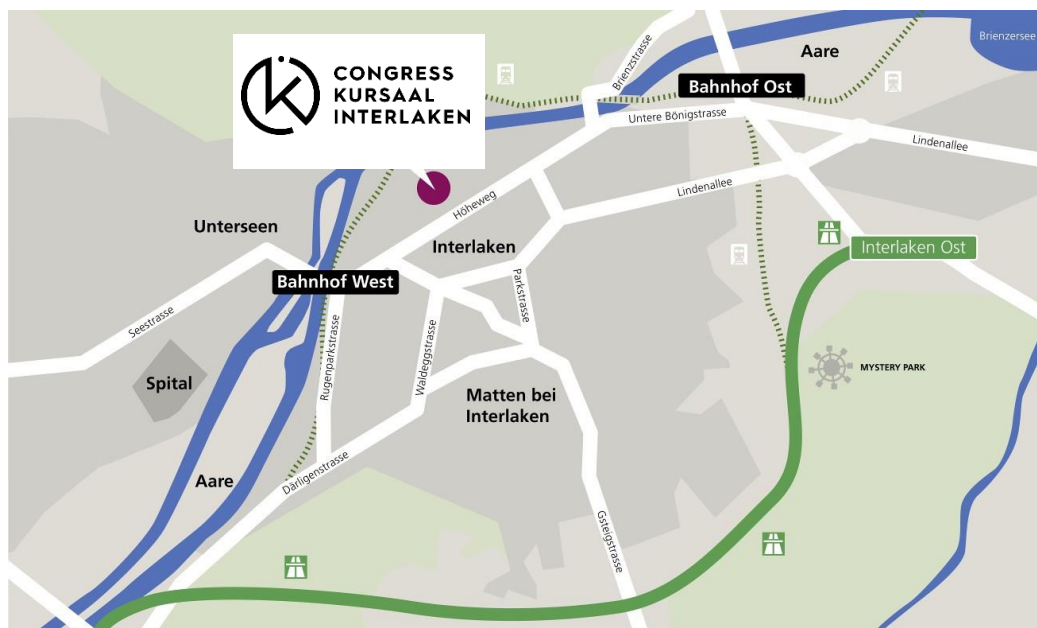 CONGRESS
KURSAAL
INTERLAKEN
Brienzersee
Aare
Brienzstrasse
Bahnhof Ost
Untere Bönigstrasse
Lindenallee
Lindenallee
Höheweg
Unterseen
Interlaken
Interlaken Ost
Bahnhof West
Parkstrasse
Seestrasse
Rugenparkstrasse
Waldeggstrasse
MYSTERY PARK
Spital
Matten bei
Interlaken
Aare
Därligenstrasse
Gsteigstrasse